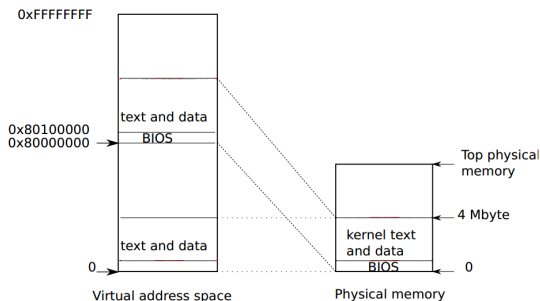 0xFFFFFFFF
text and data
0x80100000
BIOS
0x80000000
Top physical
memory
4 Mbyte
kernel text
and data
text and data
BIOS
0
0
Virtual address space
Physical memory